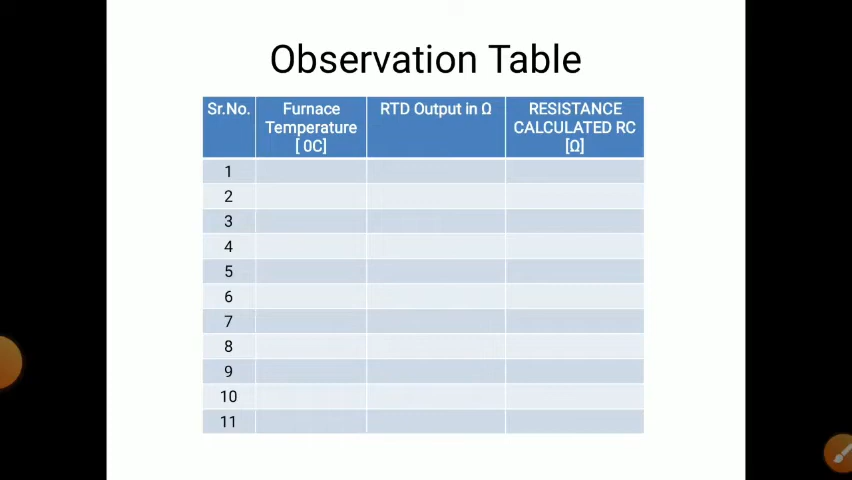 Observation Table
Sr.No.
Furnace
Temperature
[ 0C]
RTD Output in Ω
RESISTANCE
CALCULATED RC
[Ω]
1
2
3
4
5
6
7
8
9
10
11